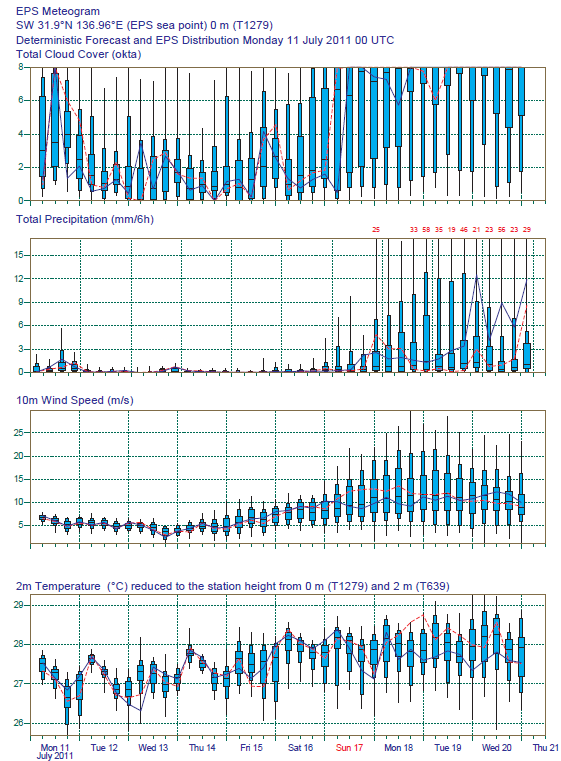 EPS Meteogram
SW 31.9°N 136.96°E (EPS sea point) 0 m (T1279)
Deterministic Forecast and EPS Distribution Monday 11 July 2011 00 UTC
Total Cloud Cover (okta)
8
6
4
2
0
Total Precipitation (mm/6h)
25 33 58 35 19 46 21 23 56 23 29
15
12
9
6
3
0
10m Wind Speed (m/s)
25
20
15
10
5
2m Temperature (°C) reduced to the station height from 0 m (T1279) and 2 m (T639)
29
28
27
26
Mon 11 Tue 12 Wed 13 Thu 14 Fri 15 Sat 16 Sun 17 Mon 18 Tue 19 Wed 20 Thu 21
July 2011